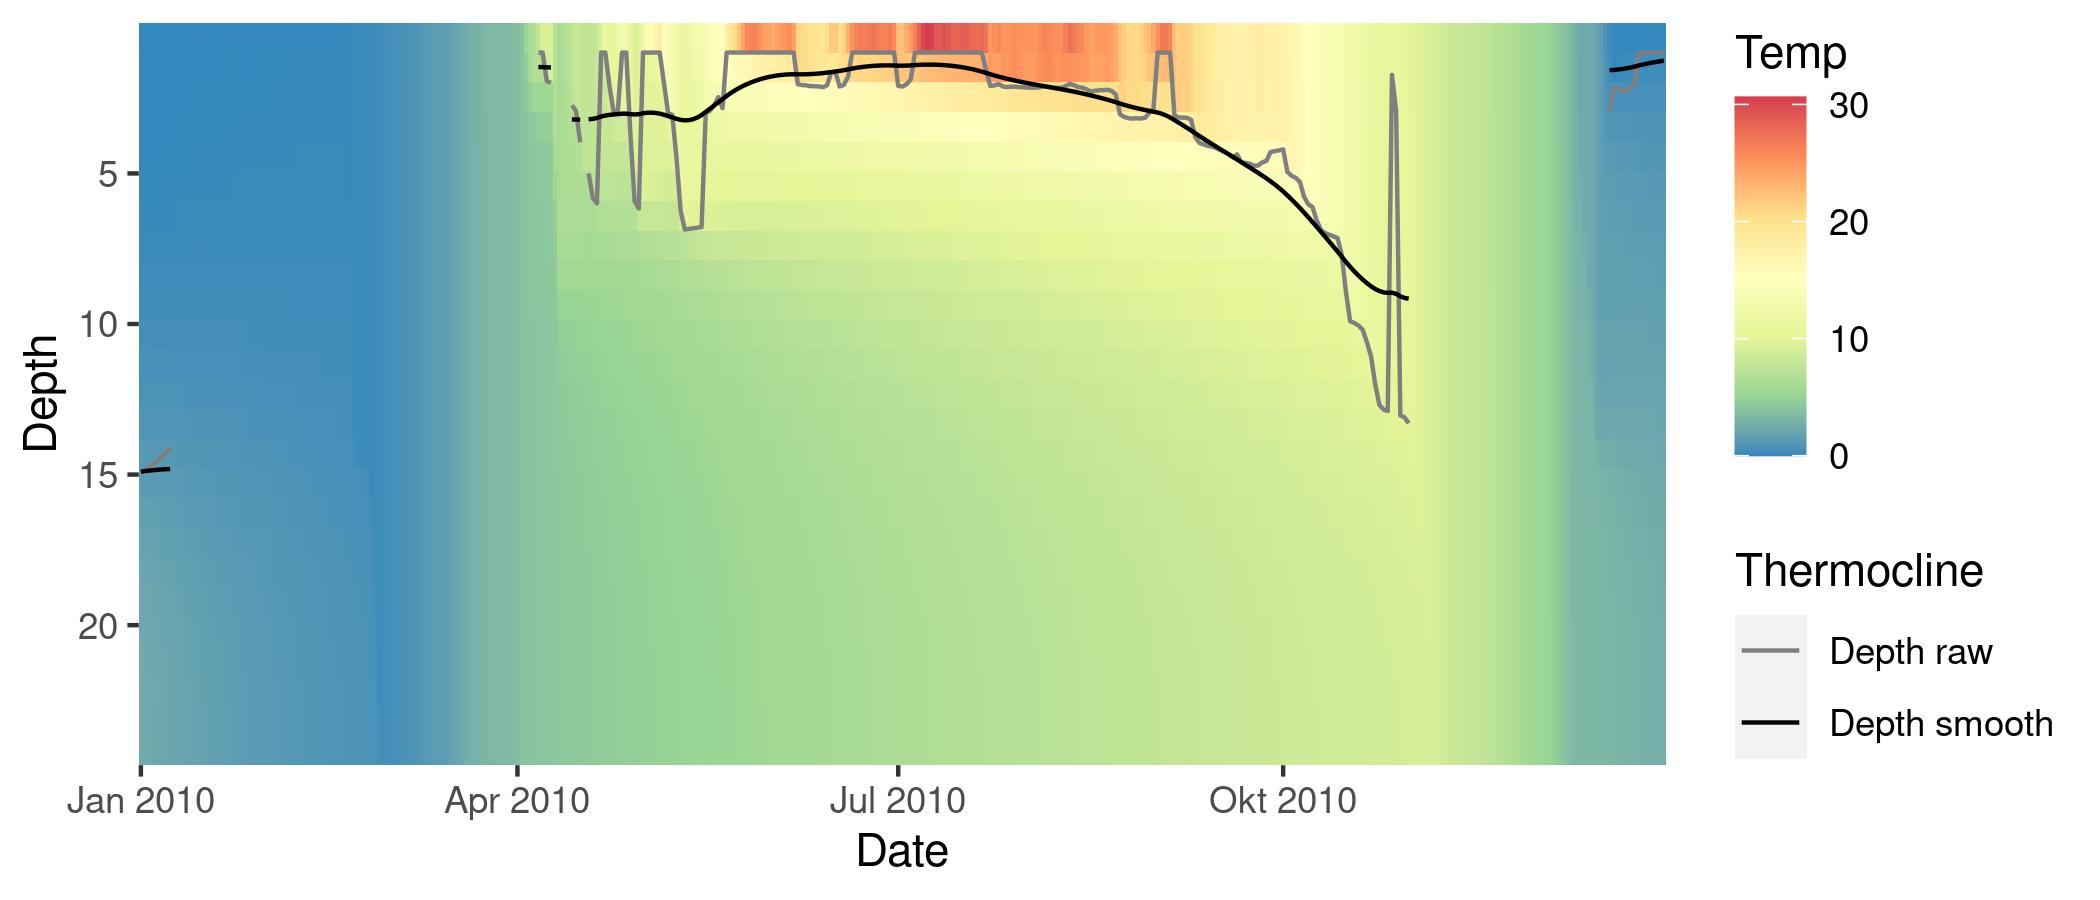 5
10
15
20
Depth
Jan 2010
Apr 2010
Jul 2010
Okt 2010
Date
Temp
30
20
10
0
Thermocline
Depth raw
Depth smooth